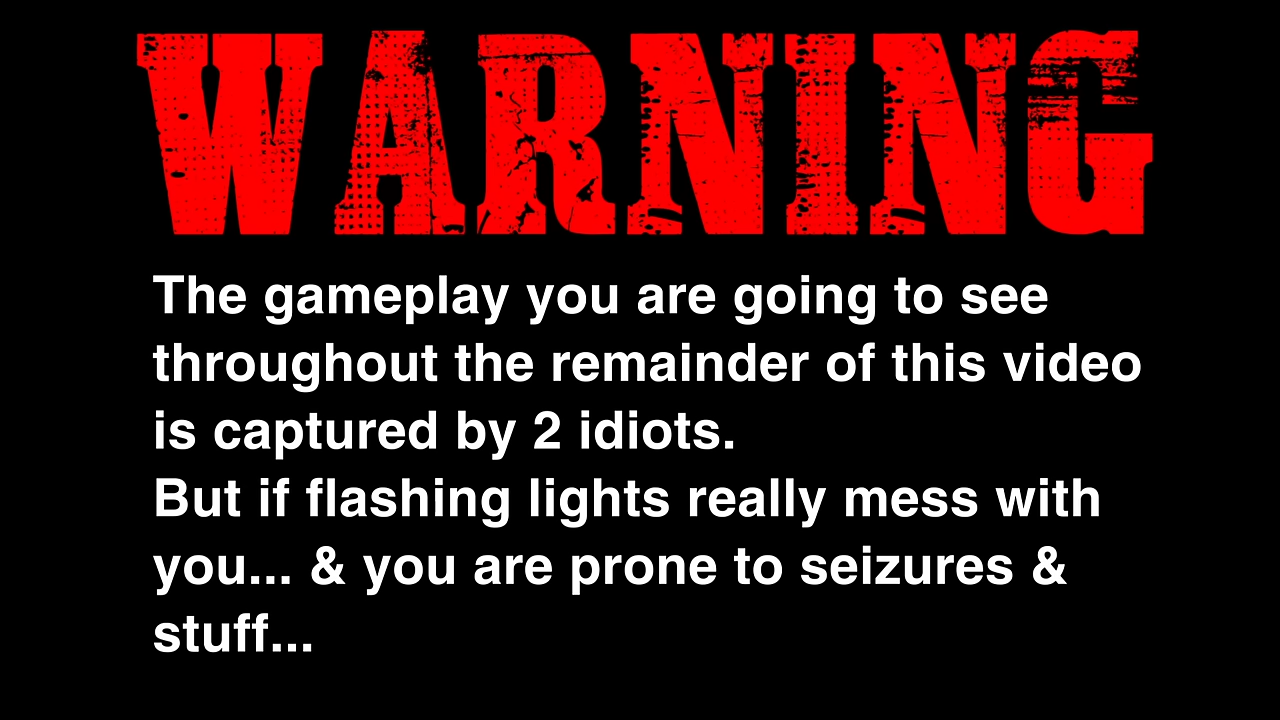 WARNING
The gameplay you are going to see
throughout the remainder of this video
is captured by 2 idiots.
But if flashing lights really mess with
you... & you are prone to seizures &
stuff...